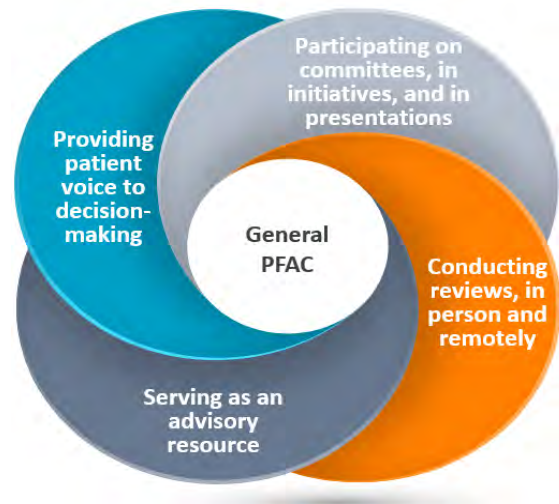 Participating on
committees, in
initiatives, and in
presentations
Providing
patient
voice to
decision-
making
General
PFAC
Conducting
reviews, in
person and
remotely
Serving as an
advisory
resource